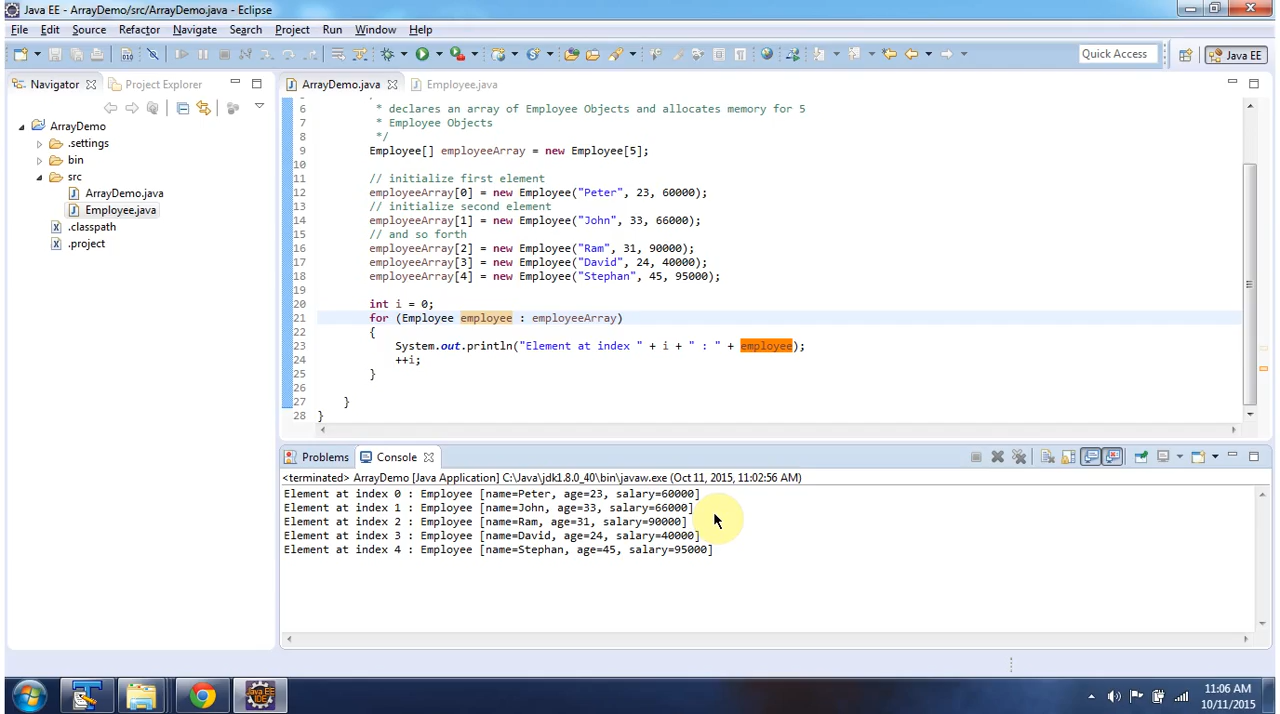 Java EE - ArrayDemo/src/ArrayDemo.java - Eclipse
File Edit Source Refactor Navigate Search Project Run Window Help
Quick Access Java EE
Navigator Project Explorer
ArrayDemo
.settings
bin
src
ArrayDemo.java
Employee.java
.classpath
.project
ArrayDemo.java Employee.java
6 * declares an array of Employee Objects and allocates memory for 5
7 * Employee Objects
8 */
9 Employee[] employeeArray = new Employee[5];
10
11 // initialize first element
12 employeeArray[0] = new Employee("Peter", 23, 60000);
13 // initialize second element
14 employeeArray[1] = new Employee("John", 33, 66000);
15 // and so forth
16 employeeArray[2] = new Employee("Ram", 31, 90000);
17 employeeArray[3] = new Employee("David", 24, 40000);
18 employeeArray[4] = new Employee("Stephan", 45, 95000);
19
20 int i = 0;
21 for (Employee employee : employeeArray)
22 {
23 System.out.println("Element at index " + i + " : " + employee);
24 ++i;
25 }
26
27 }
28 }
Problems Console
<terminated> ArrayDemo [Java Application] C:\Java\jdk1.8.0_40\bin\javaw.exe (Oct 11, 2015, 11:02:56 AM)
Element at index 0 : Employee [name=Peter, age=23, salary=60000]
Element at index 1 : Employee [name=John, age=33, salary=66000]
Element at index 2 : Employee [name=Ram, age=31, salary=90000]
Element at index 3 : Employee [name=David, age=24, salary=40000]
Element at index 4 : Employee [name=Stephan, age=45, salary=95000]
Java EE
IDE
11:06 AM
10/11/2015